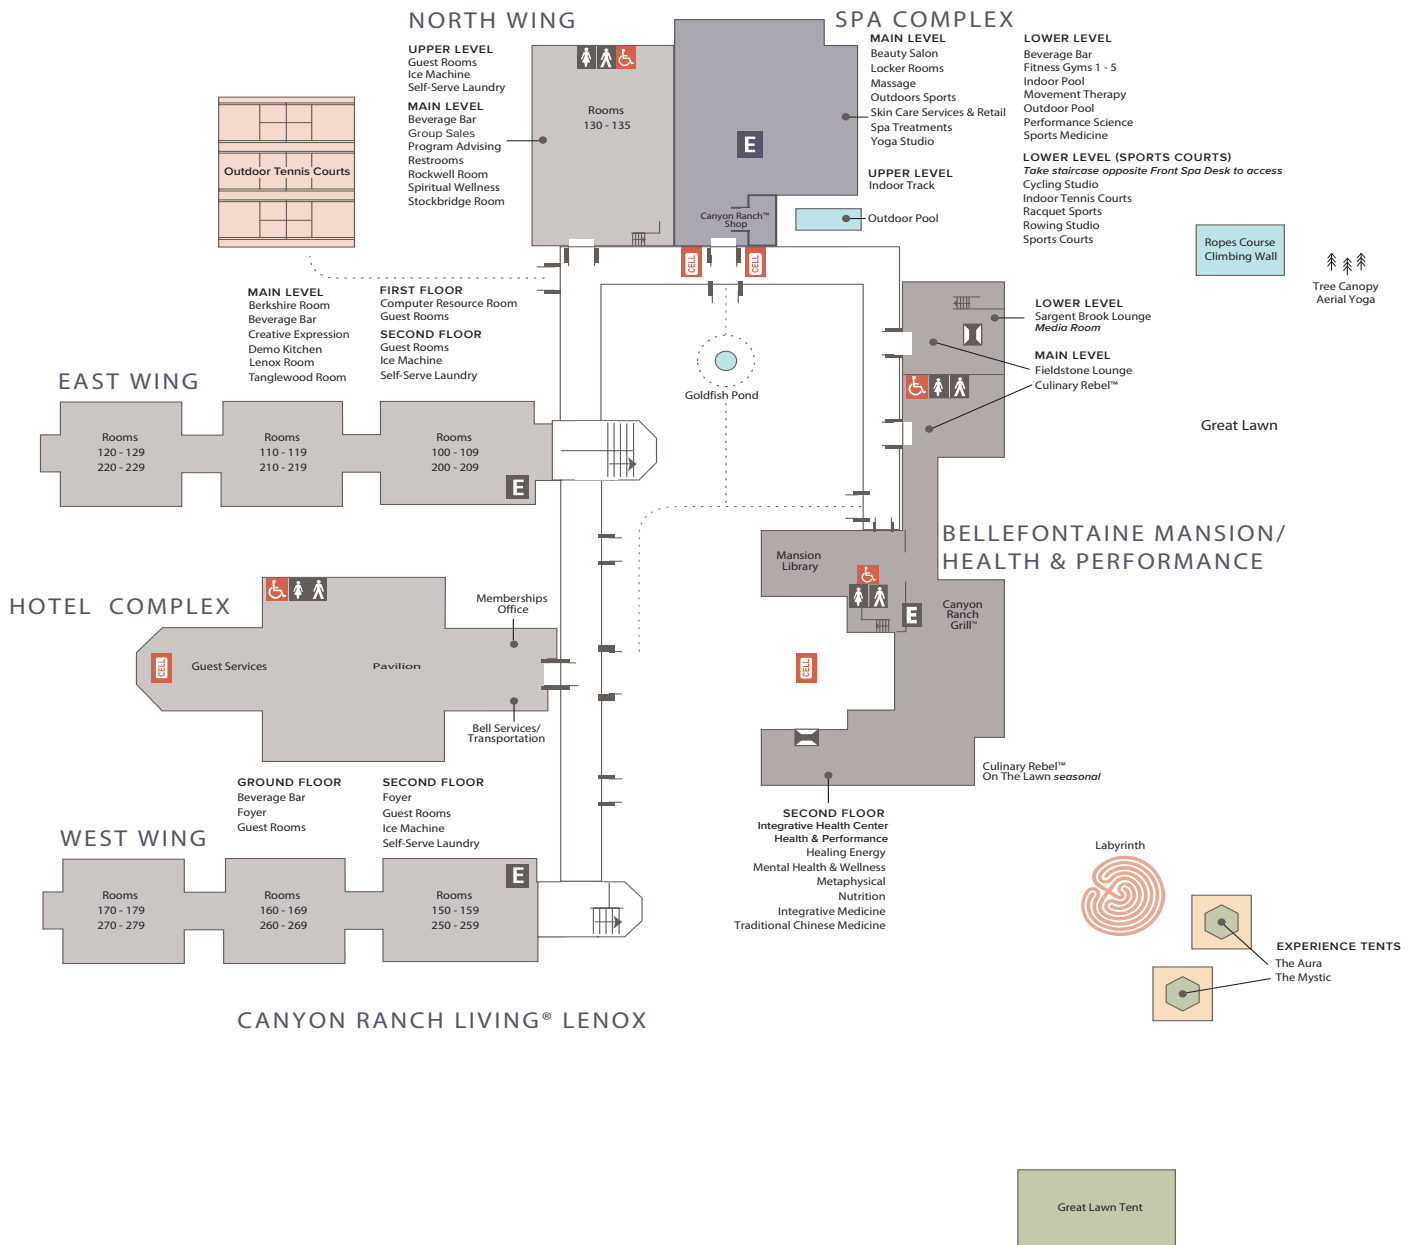 NORTH WING
UPPER LEVEL
Guest Rooms
Ice Machine
Self-Serve Laundry
MAIN LEVEL
Beverage Bar
Group Sales
Program Advising
Restrooms
Rockwell Room
Spiritual Wellness
Stockbridge Room
Rooms
130 - 135
SPA COMPLEX
MAIN LEVEL
Beauty Salon
Locker Rooms
Massage
Outdoors Sports
Skin Care Services & Retail
Spa Treatments
Yoga Studio
UPPER LEVEL
Indoor Track
LOWER LEVEL
Beverage Bar
Fitness Gyms 1 - 5
Indoor Pool
Movement Therapy
Outdoor Pool
Performance Science
Sports Medicine
LOWER LEVEL (SPORTS COURTS)
Take staircase opposite Front Spa Desk to access
Cycling Studio
Indoor Tennis Courts
Racquet Sports
Rowing Studio
Sports Courts
E
Canyon Ranch™
Shop
Outdoor Pool
CELL
CELL
Outdoor Tennis Courts
Ropes Course
Climbing Wall
Tree Canopy
Aerial Yoga
MAIN LEVEL
Berkshire Room
Beverage Bar
Creative Expression
Demo Kitchen
Lenox Room
Tanglewood Room
FIRST FLOOR
Computer Resource Room
Guest Rooms
SECOND FLOOR
Guest Rooms
Ice Machine
Self-Serve Laundry
EAST WING
Rooms
120 - 129
220 - 229
Rooms
110 - 119
210 - 219
Rooms
100 - 109
200 - 209
E
Goldfish Pond
LOWER LEVEL
Sargent Brook Lounge
Media Room
MAIN LEVEL
Fieldstone Lounge
Culinary Rebel™
Great Lawn
BELLEFONTAINE MANSION/
HEALTH & PERFORMANCE
Mansion
Library
E
Canyon
Ranch
Grill™
CELL
HOTEL COMPLEX
CELL
Guest Services
Pavilion
Memberships
Office
Bell Services/
Transportation
Culinary Rebel™
On The Lawn seasonal
SECOND FLOOR
Integrative Health Center
Health & Performance
Healing Energy
Mental Health & Wellness
Metaphysical
Nutrition
Integrative Medicine
Traditional Chinese Medicine
GROUND FLOOR
Beverage Bar
Foyer
Guest Rooms
SECOND FLOOR
Foyer
Guest Rooms
Ice Machine
Self-Serve Laundry
WEST WING
Rooms
170 - 179
270 - 279
Rooms
160 - 169
260 - 269
Rooms
150 - 159
250 - 259
E
Labyrinth
EXPERIENCE TENTS
The Aura
The Mystic
CANYON RANCH LIVING® LENOX
Great Lawn Tent